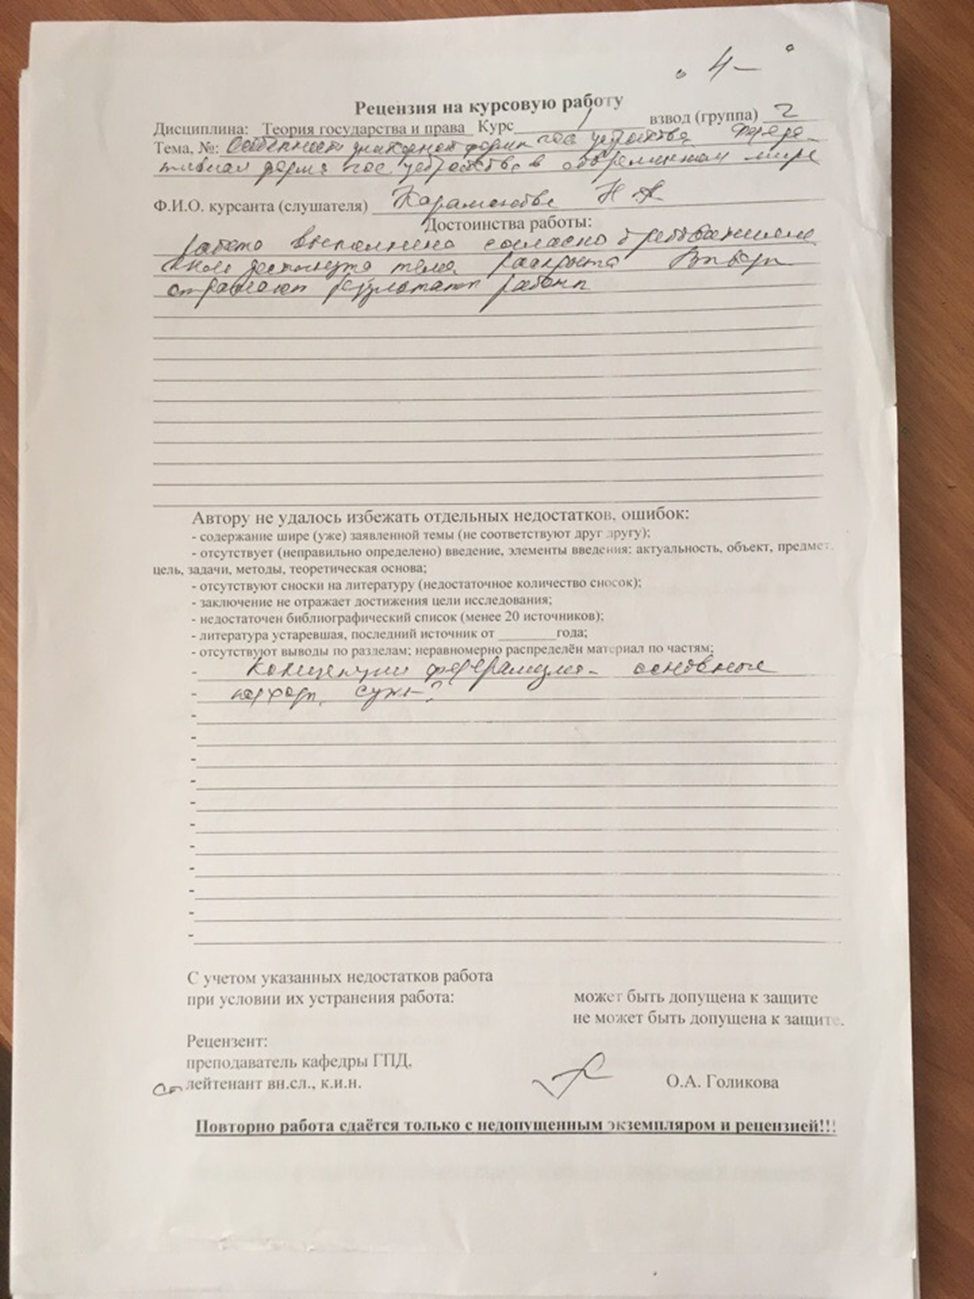 „ 4– "
Рецензия на курсовую работу
Дисциплина: Теория государства и права Курс 1 взвод (группа) 2
Тема, №: Особенности унитарной формы гос устройства Федера-
тивная форма гос. устройства в современном мире
Ф.И.О. курсанта (слушателя) Н А
Достоинства работы:
Работа выполнена согласно требованиям
достигнута тема раскрыта
отражают результаты работы
Автору не удалось избежать отдельных недостатков, ошибок:
- содержание шире (уже) заявленной темы (не соответствуют друг другу);
- отсутствует (неправильно определено) введение, элементы введения: актуальность, объект, предмет,
цель, задачи, методы, теоретическая основа;
- отсутствуют сноски на литературу (недостаточное количество сносок);
- заключение не отражает достижения цели исследования;
- недостаточен библиографический список (менее 20 источников);
- литература устаревшая, последний источник от ________года;
- отсутствуют выводы по разделам; неравномерно распределён материал по частям;
- Концепции федерализма- основные
-
-
-
-
-
-
-
-
-
-
-
-
С учетом указанных недостатков работа
при условии их устранения работа: может быть допущена к защите
не может быть допущена к защите.
Рецензент:
преподаватель кафедры ГПД,
Ст. лейтенант вн.сл., к.и.н. О.А. Голикова
Повторно работа сдаётся только с недопущенным экземпляром и рецензией!!!